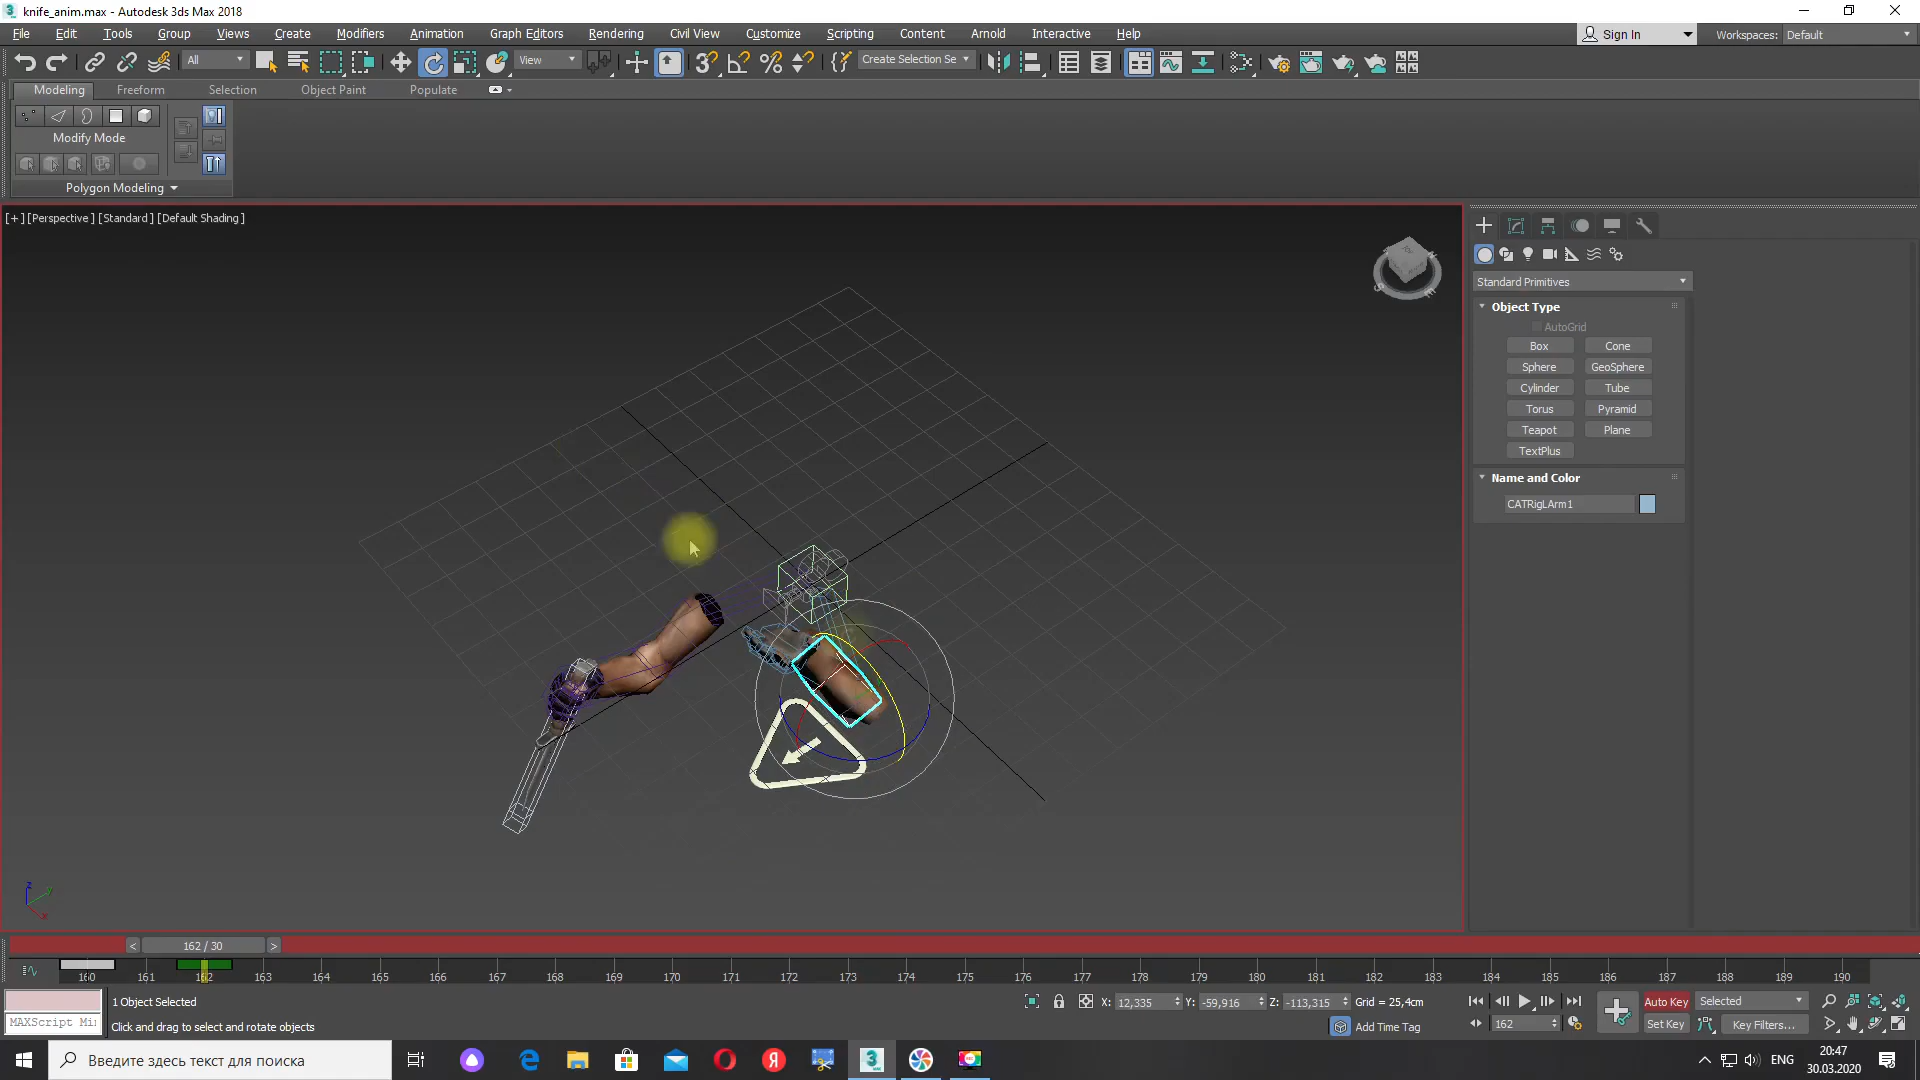 knife_anim.max - Autodesk 3ds Max 2018
File Edit Tools Group Views Create Modifiers Animation Graph Editors Rendering Civil View Customize Scripting Content Arnold Interactive Help
Sign In Workspaces: Default
All View Create Selection Se
Modeling Freeform Selection Object Paint Populate
Modify Mode
Polygon Modeling
[+] [Perspective ] [Standard ] [Default Shading ]
Standard Primitives
Object Type
AutoGrid
Box Cone
Sphere GeoSphere
Cylinder Tube
Torus Pyramid
Teapot Plane
TextPlus
Name and Color
CATRigLArm1
z
y
x
< 162 / 30 >
160 161 162 163 164 165 166 167 168 169 170 171 172 173 174 175 176 177 178 179 180 181 182 183 184 185 186 187 188 189 190
1 Object Selected X: 12,335 Y: -59,916 Z: -113,315 Grid = 25,4cm Auto Key Selected
MAXScript Mi Click and drag to select and rotate objects Add Time Tag 162 Set Key Key Filters...
Введите здесь текст для поиска
ENG
20:47
30.03.2020